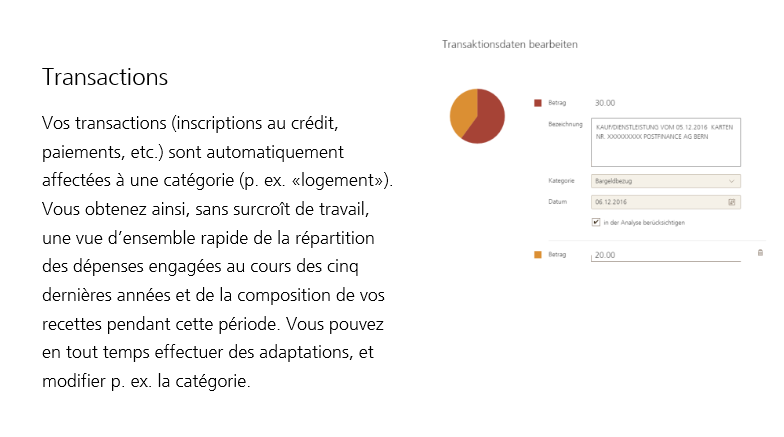 Transactions
Vos transactions (inscriptions au crédit,
paiements, etc.) sont automatiquement
affectées à une catégorie (p. ex. «logement»).
Vous obtenez ainsi, sans surcroît de travail,
une vue d’ensemble rapide de la répartition
des dépenses engagées au cours des cinq
dernières années et de la composition de vos
recettes pendant cette période. Vous pouvez
en tout temps effectuer des adaptations, et
modifier p. ex. la catégorie.
Transaktionsdaten bearbeiten
Betrag 30.00
Bezeichnung KAUF/DIENSTLEISTUNG VOM 05.12.2016 KARTEN
NR. XXXXXXXXX POSTFINANCE AG BERN
Kategorie Bargeldbezug
Datum 06.12.2016
in der Analyse berücksichtigen
Betrag 20.00